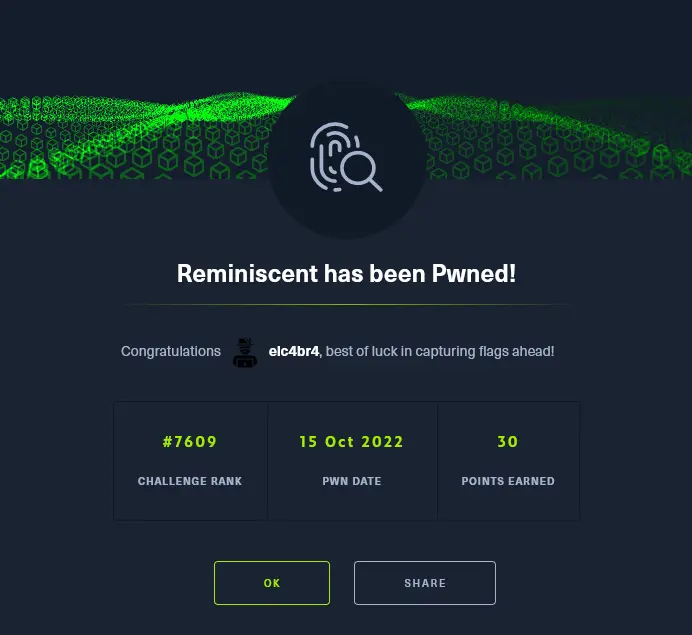 Reminiscent has been Pwned!
Congratulations elc4br4, best of luck in capturing flags ahead!
#7609 15 Oct 2022 30
CHALLENGE RANK PWN DATE POINTS EARNED
OK SHARE